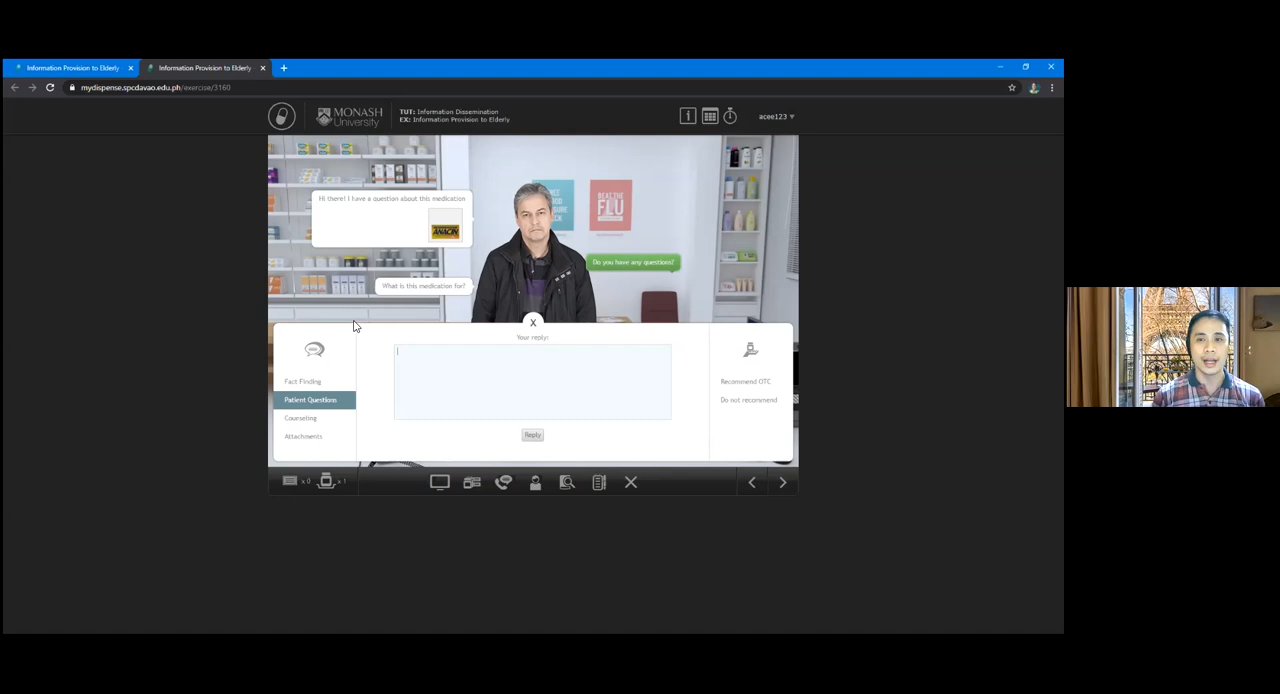 Information Provision to Elderly
Information Provision to Elderly
mydispense.spcdavao.edu.ph/exercise/3160
MONASH
University
TUT: Information Dissemination
EX: Information Provision to Elderly
acee123
Hi there! I have a question about this medication
ANACIN
BEAT THE
FLU
Do you have any questions?
What is this medication for?
X
Your reply:
Fact Finding
Patient Questions
Counseling
Attachments
Reply
Recommend OTC
Do not recommend
x 0
x 1